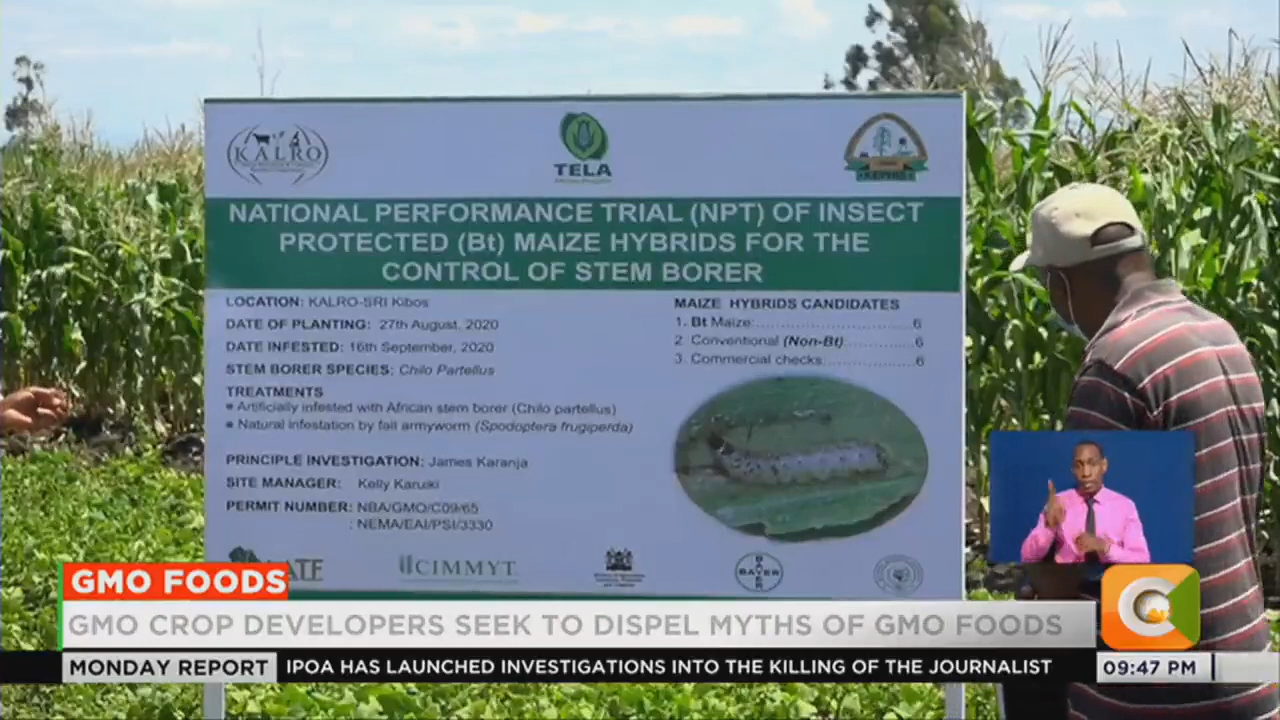 KALRO
TELA
NATIONAL PERFORMANCE TRIAL (NPT) OF INSECT
PROTECTED (Bt) MAIZE HYBRIDS FOR THE
CONTROL OF STEM BORER
LOCATION: KALRO-SRI Kibos
DATE OF PLANTING: 27th August, 2020
DATE INFESTED: 16th September, 2020
STEM BORER SPECIES: Chilo Partellus
TREATMENTS
Artificially infested with African stem borer (Chilo partellus)
Natural infestation by fall armyworm (Spodoptera frugiperda)
PRINCIPLE INVESTIGATION: James Karanja
SITE MANAGER: Kelly Karuiki
PERMIT NUMBER: NBA/GMO/C09/65
: NEMA/EAI/PSI/3330
MAIZE HYBRIDS CANDIDATES
1. Bt Maize:..............................6
2. Conventional (Non-Bt)..............6
3. Commercial checks..................6
CIMMYT
BAYER
BAYER
GMO FOODS
GMO CROP DEVELOPERS SEEK TO DISPEL MYTHS OF GMO FOODS
MONDAY REPORT
IPOA HAS LAUNCHED INVESTIGATIONS INTO THE KILLING OF THE JOURNALIST
09:47 PM